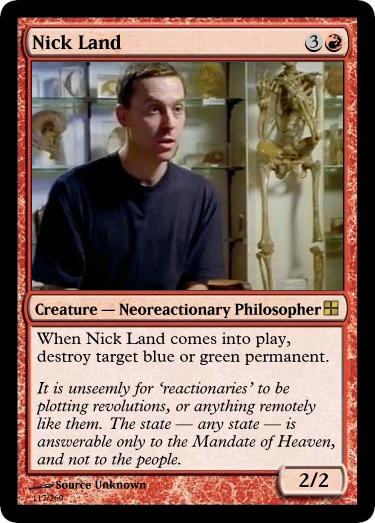 Nick Land 3
Creature — Neoreactionary Philosopher
When Nick Land comes into play,
destroy target blue or green permanent.
It is unseemly for ‘reactionaries’ to be
plotting revolutions, or anything remotely
like them. The state — any state — is
answerable only to the Mandate of Heaven,
and not to the people.
Source Unknown
2/2
117/269